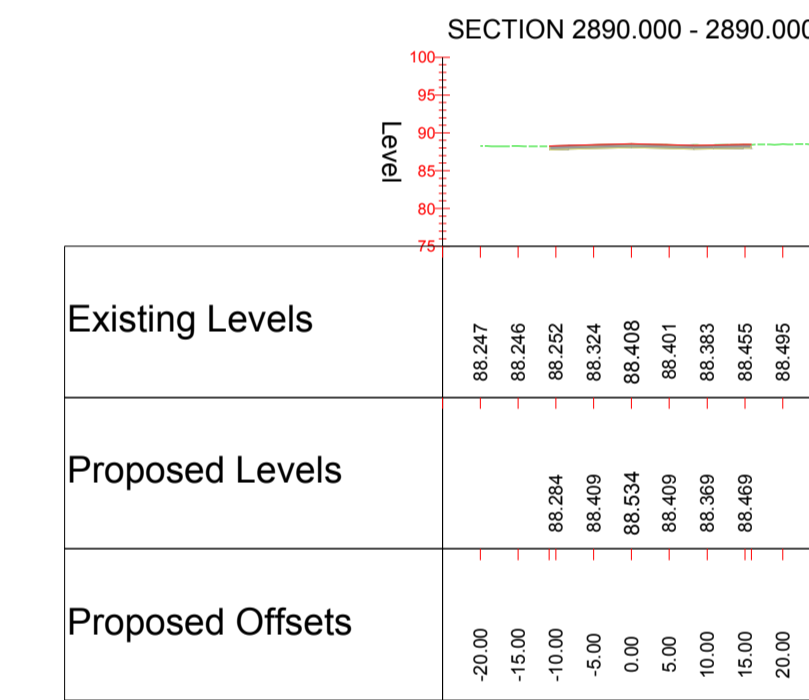 SECTION 2890.000 - 2890.000
Level
100
95
90
85
80
75
Existing Levels
88.247 88.246 88.252 88.324 88.408 88.401 88.383 88.455 88.495
Proposed Levels
88.284 88.409 88.534 88.409 88.369 88.469
Proposed Offsets
-20.00 -15.00 -10.00 -5.00 0.00 5.00 10.00 15.00 20.00